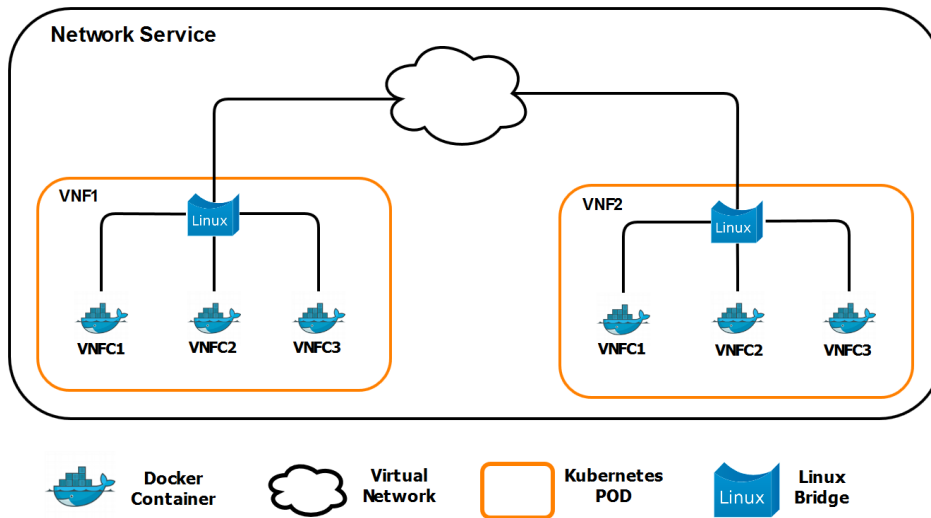 Network Service
VNF1
Linux
VNFC1
VNFC2
VNFC3
VNF2
Linux
VNFC1
VNFC2
VNFC3
Docker
Container
Virtual
Network
Kubernetes
POD
Linux
Linux
Bridge